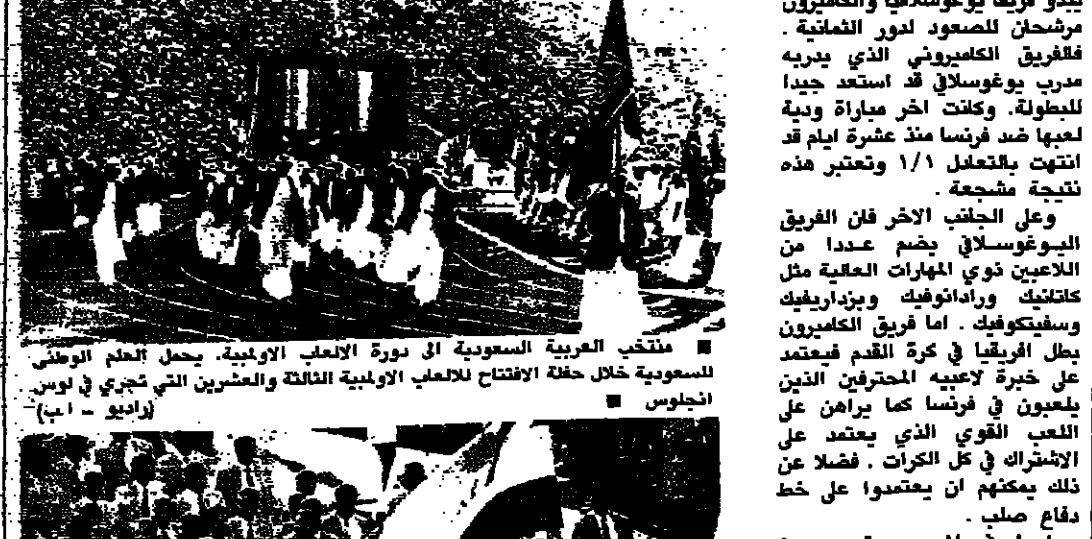 يبدو فريقا يوغوسلافي والكاميرون
مرشحان للصعود لدور الثمانية .
فالفريق الكاميروني الذي يدربه
مدرب يوغوسلافي قد استعد جيدا
للبطولة. وكانت اخر مباراة ودية
لعبها ضد فرنسا منذ عشرة ايام قد
انتهت بالتعادل ١/١ وتعتبر هذه
نتيجة مشجعة .
وعلى الجانب الاخر فان الفريق
اليوغوسلافي يضم عددا من
اللاعبين ذوي المهارات العالية مثل
كاتانيك ورادانوفيك وبزداريفيك
وسفيتكوفيك . اما فريق الكاميرون
بطل افريقيا في كرة القدم فيعتمد
على خبرة لاعبيه المحترفين الذين
يلعبون في فرنسا كما يراهن على
اللعب القوي الذي يعتمد على
الاشتراك في كل الكرات . فضلا عن
ذلك يمكنهم ان يعتمدوا على خط
دفاع صلب .
■ منتخب العربية السعودية الى دورة الالعاب الاولمبية. يحمل العلم الوطني
للسعودية خلال حفلة الافتتاح للالعاب الاولمبية الثالثة والعشرين التي تجري في لوس
انجلوس ■ (راديو - اب)